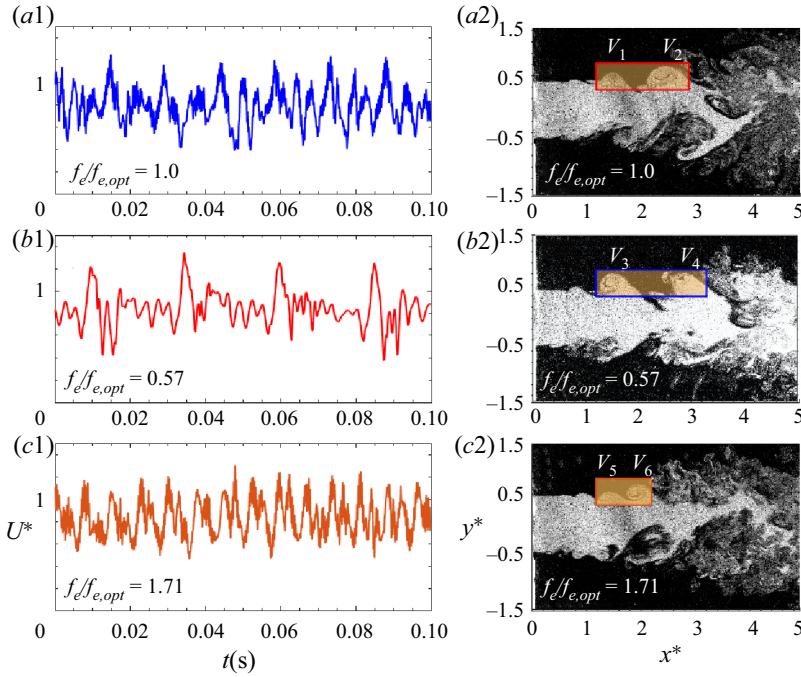 (a1)
1
f_e/f_{e,opt} = 1.0
0 0.02 0.04 0.06 0.08 0.10
(a2)
V_1 V_2
1.5
0.5
–0.5
–1.5
f_e/f_{e,opt} = 1.0
0 1 2 3 4 5
(b1)
1
f_e/f_{e,opt} = 0.57
0 0.02 0.04 0.06 0.08 0.10
(b2)
V_3 V_4
1.5
0.5
–0.5
–1.5
f_e/f_{e,opt} = 0.57
0 1 2 3 4 5
(c1)
1
U*
f_e/f_{e,opt} = 1.71
0 0.02 0.04 0.06 0.08 0.10
t(s)
(c2)
V_5 V_6
1.5
0.5
y*
–0.5
–1.5
f_e/f_{e,opt} = 1.71
0 1 2 3 4 5
x*